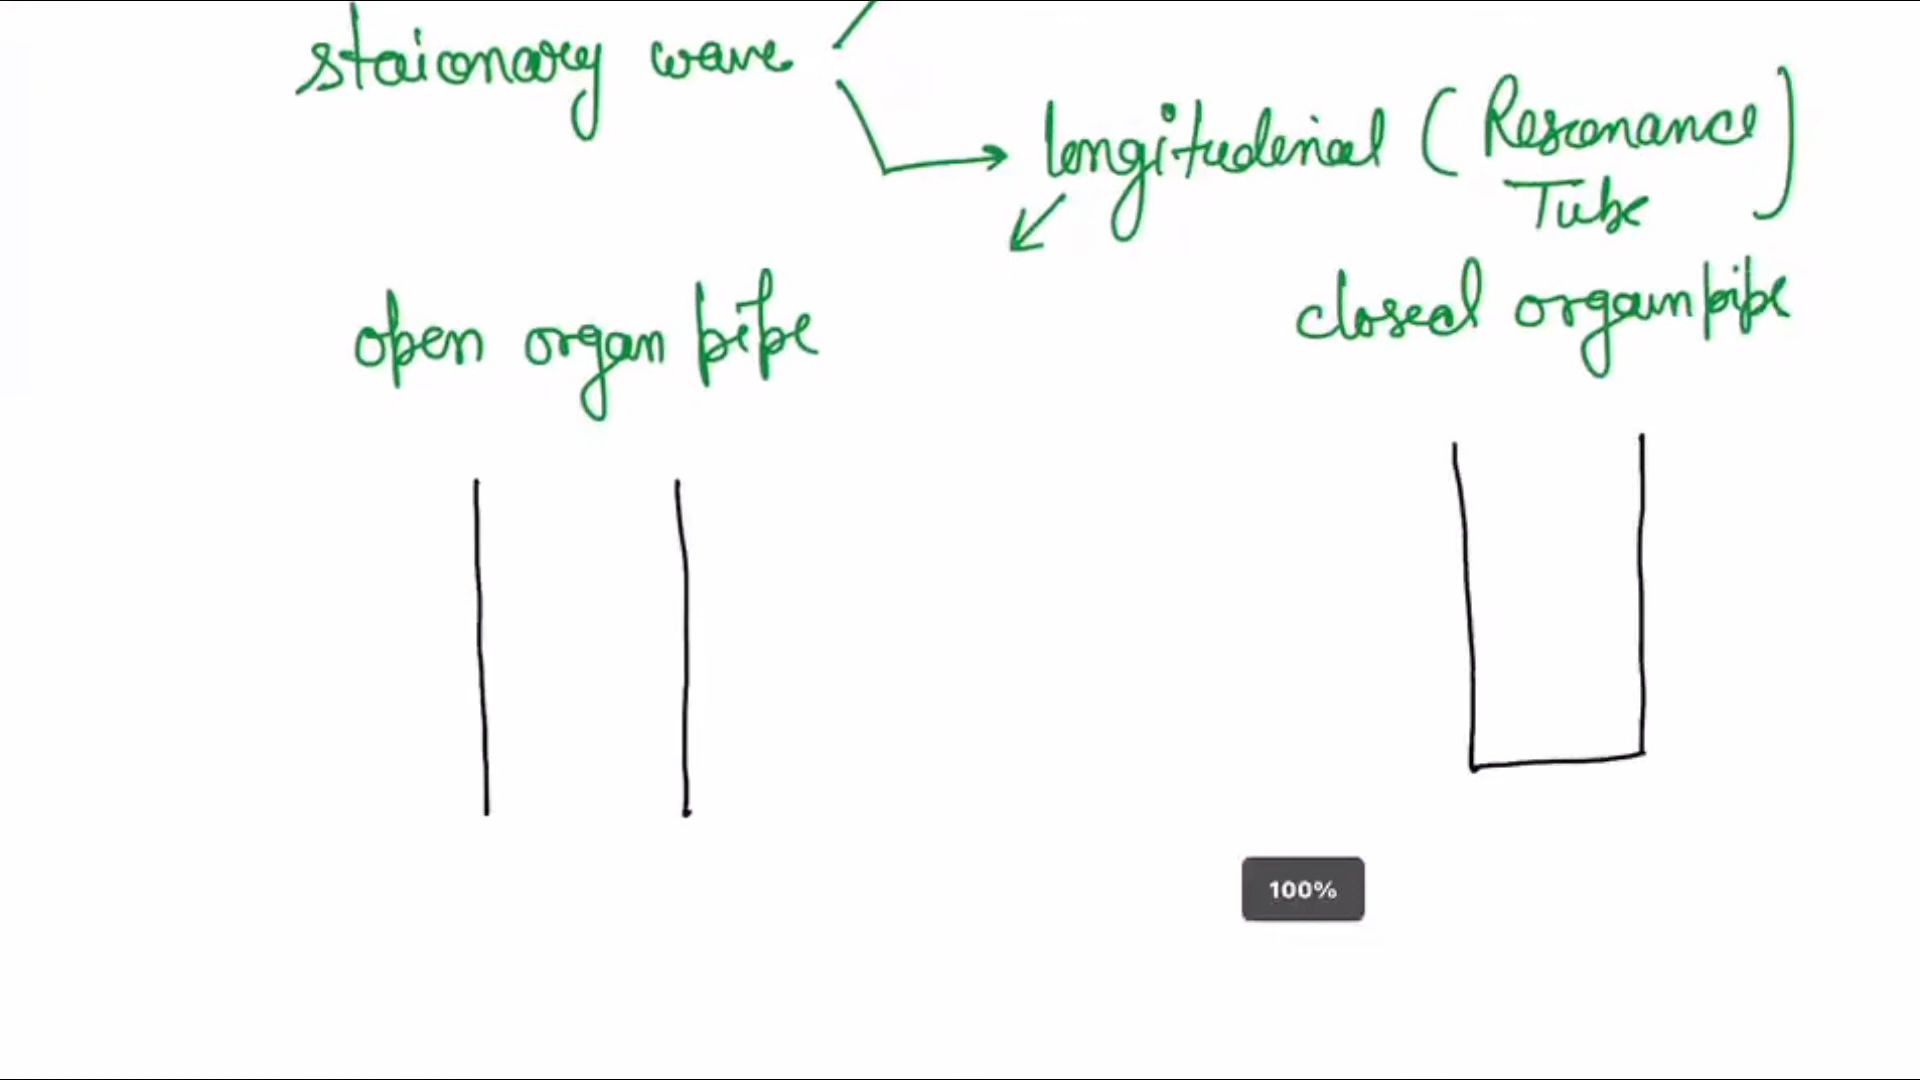 staionary wave
longitudenial (Resonance
Tube)
open organ pipe
closed organ pipe
100%